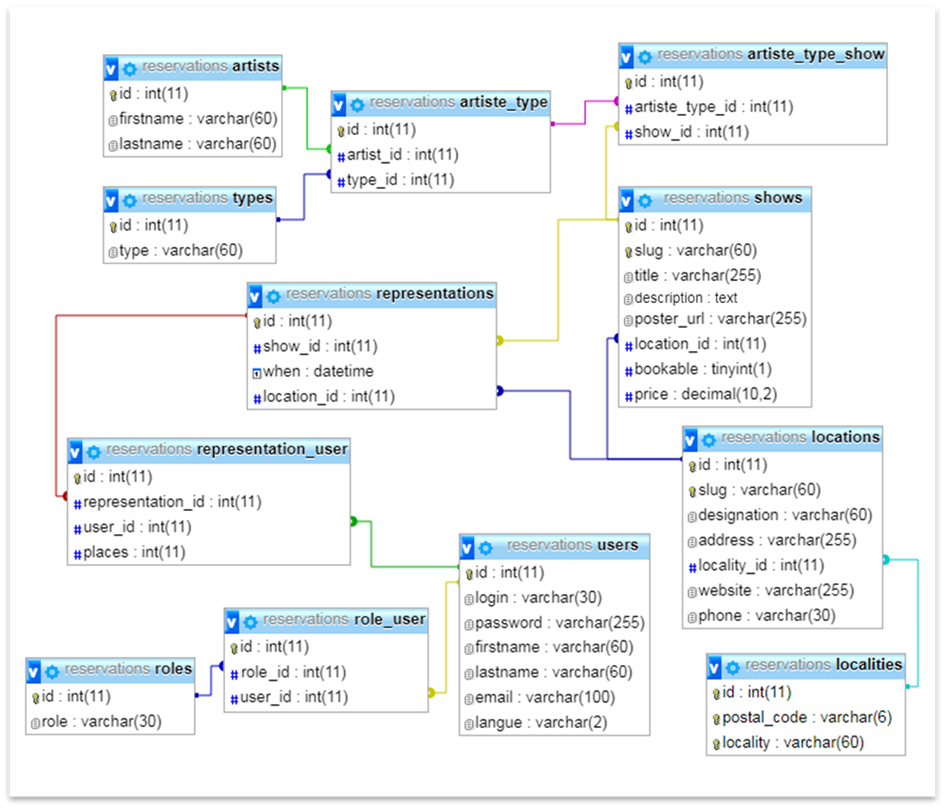 reservations artists
id : int(11)
firstname : varchar(60)
lastname : varchar(60)
reservations artiste_type
id : int(11)
artist_id : int(11)
type_id : int(11)
reservations artiste_type_show
id : int(11)
artiste_type_id : int(11)
show_id : int(11)
reservations types
id : int(11)
type : varchar(60)
reservations shows
id : int(11)
slug : varchar(60)
title : varchar(255)
description : text
poster_url : varchar(255)
location_id : int(11)
bookable : tinyint(1)
price : decimal(10,2)
reservations representations
id : int(11)
show_id : int(11)
when : datetime
location_id : int(11)
reservations representation_user
id : int(11)
representation_id : int(11)
user_id : int(11)
places : int(11)
reservations locations
id : int(11)
slug : varchar(60)
designation : varchar(60)
address : varchar(255)
locality_id : int(11)
website : varchar(255)
phone : varchar(30)
reservations users
id : int(11)
login : varchar(30)
password : varchar(255)
firstname : varchar(60)
lastname : varchar(60)
email : varchar(100)
langue : varchar(2)
reservations role_user
id : int(11)
role_id : int(11)
user_id : int(11)
reservations roles
id : int(11)
role : varchar(30)
reservations localities
id : int(11)
postal_code : varchar(6)
locality : varchar(60)